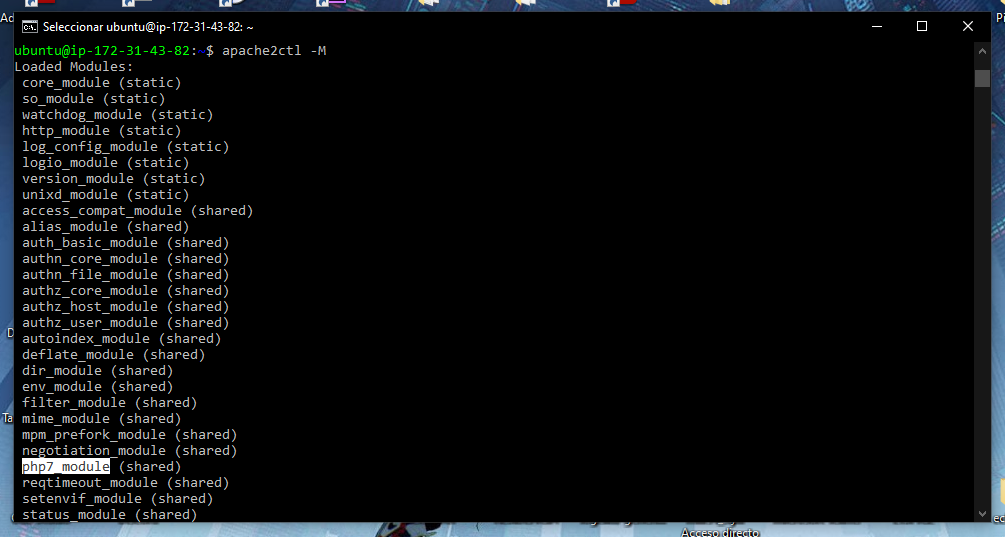 Seleccionar ubuntu@ip-172-31-43-82: ~
ubuntu@ip-172-31-43-82:~$ apache2ctl -M
Loaded Modules:
core_module (static)
so_module (static)
watchdog_module (static)
http_module (static)
log_config_module (static)
logio_module (static)
version_module (static)
unixd_module (static)
access_compat_module (shared)
alias_module (shared)
auth_basic_module (shared)
authn_core_module (shared)
authn_file_module (shared)
authz_core_module (shared)
authz_host_module (shared)
authz_user_module (shared)
autoindex_module (shared)
deflate_module (shared)
dir_module (shared)
env_module (shared)
filter_module (shared)
mime_module (shared)
mpm_prefork_module (shared)
negotiation_module (shared)
php7_module (shared)
reqtimeout_module (shared)
setenvif_module (shared)
status_module (shared)
Acceso directo